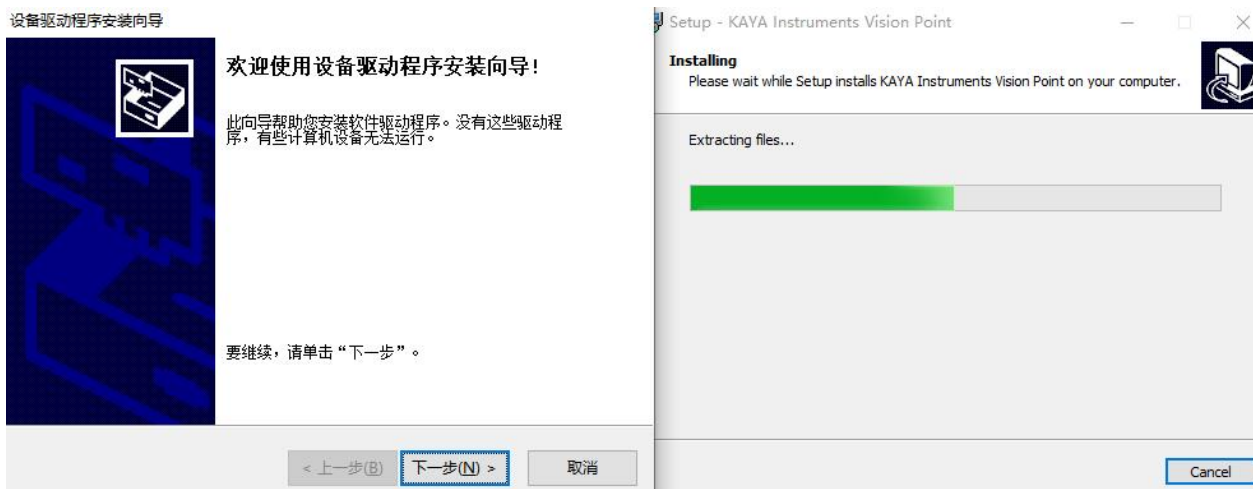 设备驱动程序安装向导
欢迎使用设备驱动程序安装向导!
此向导帮助您安装软件驱动程序。没有这些驱动程
序，有些计算机设备无法运行。
要继续，请单击“下一步”。
< 上一步(B)
下一步(N) >
取消
Setup - KAYA Instruments Vision Point
Installing
Please wait while Setup installs KAYA Instruments Vision Point on your computer.
Extracting files...
Cancel